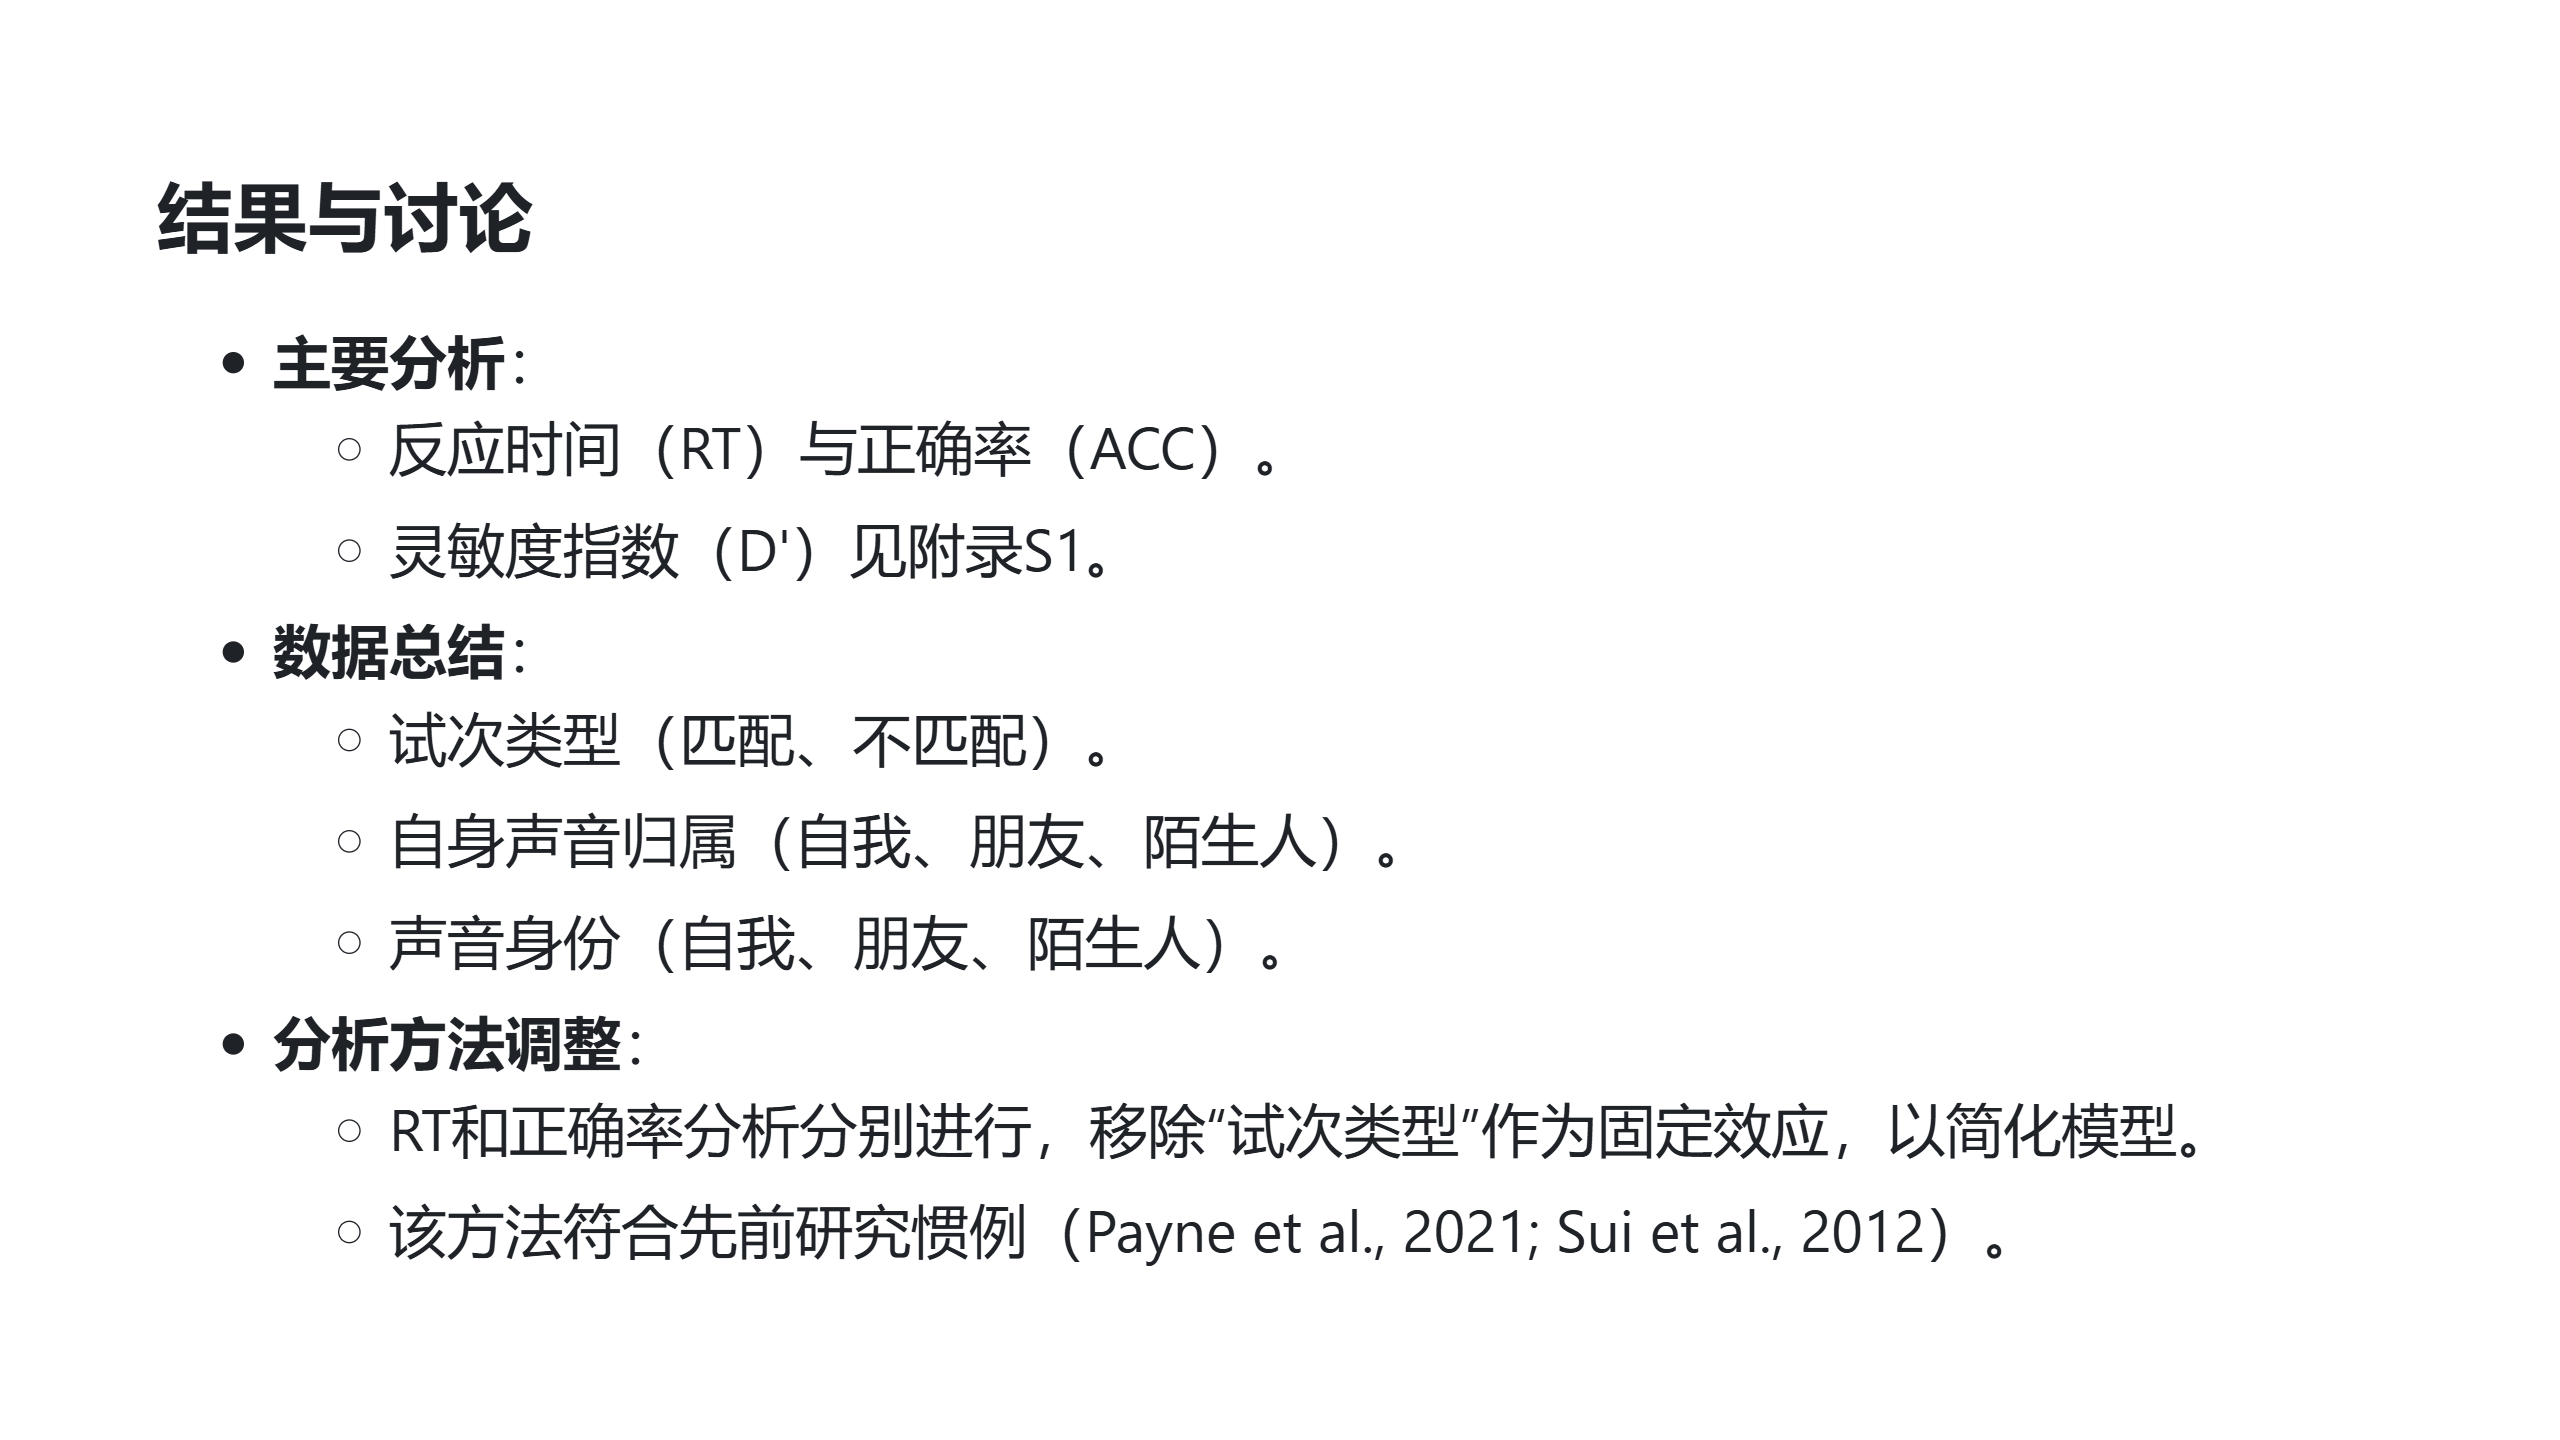 结果与讨论
• 主要分析：
○ 反应时间（RT）与正确率（ACC）。
○ 灵敏度指数（D'）见附录S1。
• 数据总结：
○ 试次类型（匹配、不匹配）。
○ 自身声音归属（自我、朋友、陌生人）。
○ 声音身份（自我、朋友、陌生人）。
• 分析方法调整：
○ RT和正确率分析分别进行，移除“试次类型”作为固定效应，以简化模型。
○ 该方法符合先前研究惯例（Payne et al., 2021; Sui et al., 2012）。